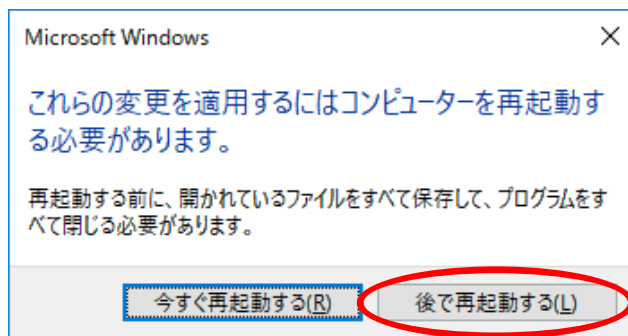 Microsoft Windows
これらの変更を適用するにはコンピューターを再起動す
る必要があります。
再起動する前に、開かれているファイルをすべて保存して、プログラムをす
べて閉じる必要があります。
今すぐ再起動する(R)
後で再起動する(L)